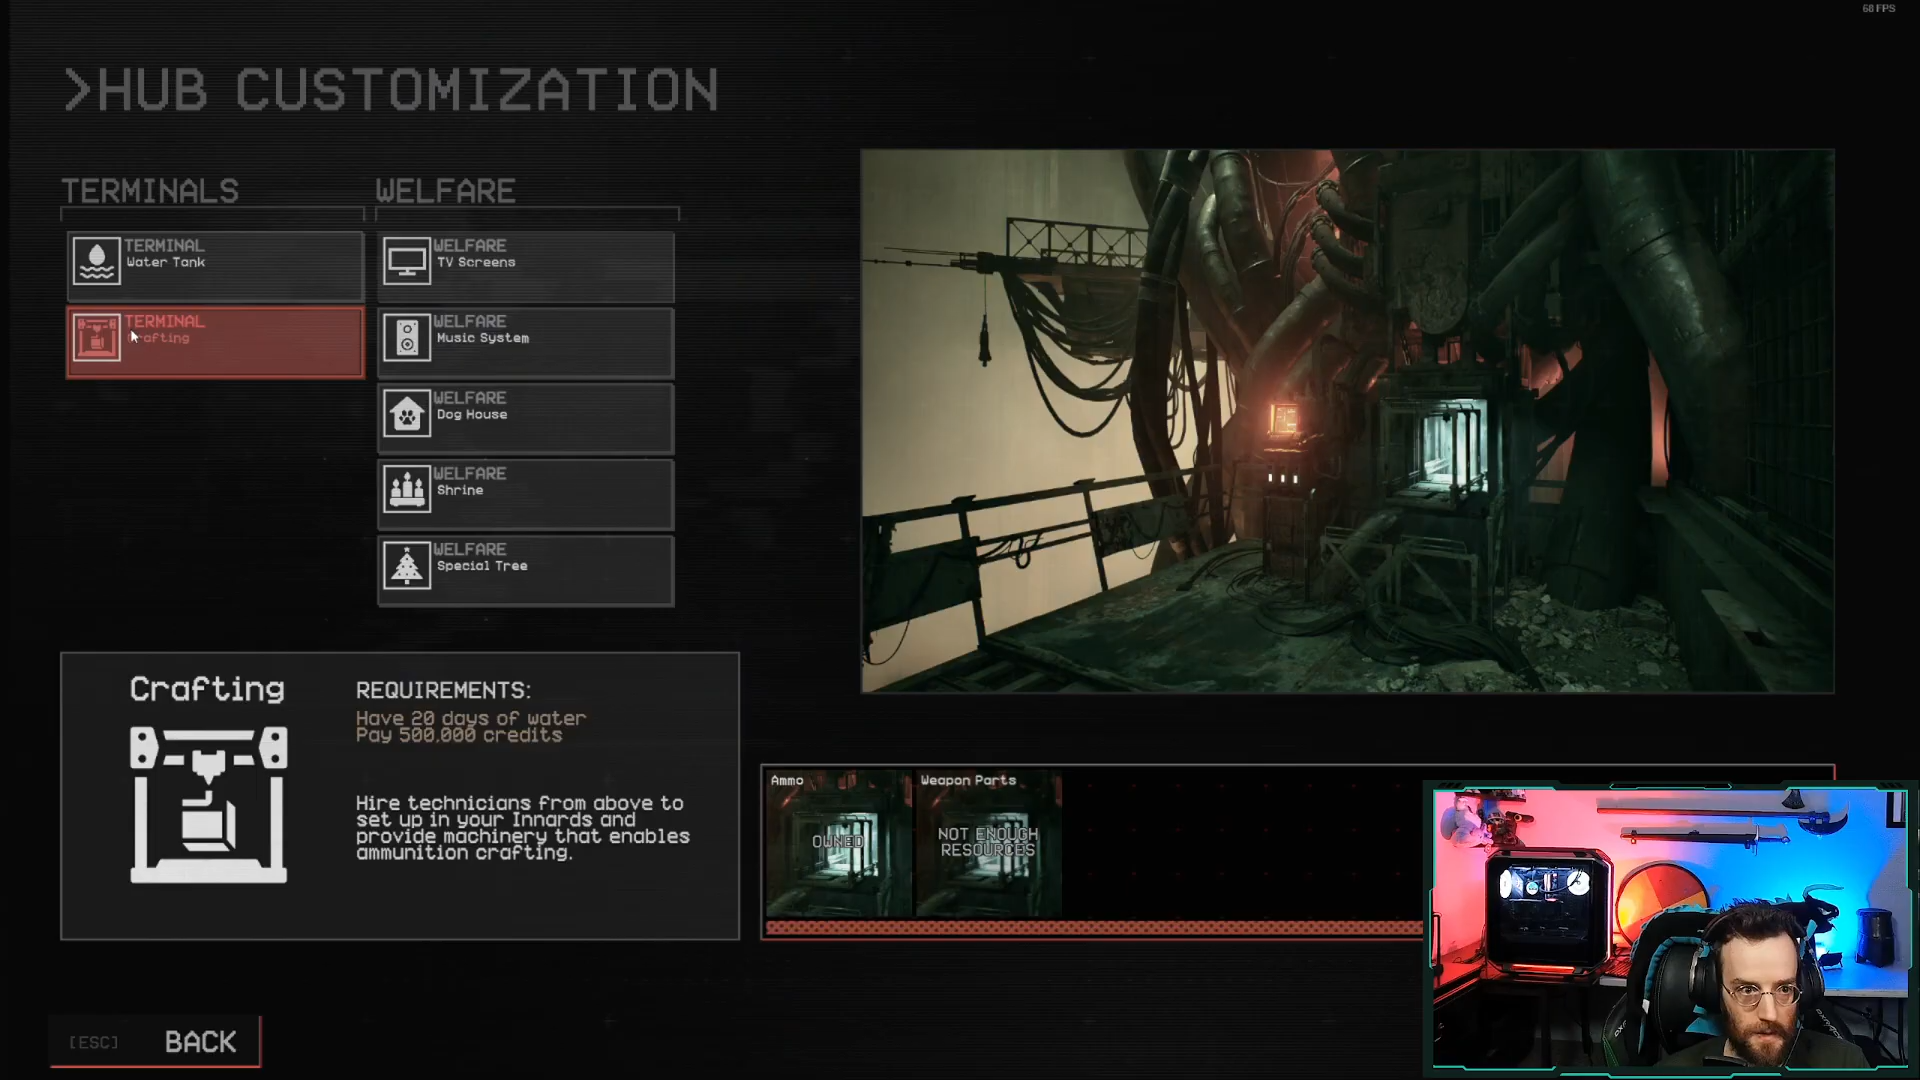 68 FPS
>HUB CUSTOMIZATION
TERMINALS
WELFARE
TERMINAL
Water Tank
TERMINAL
Crafting
WELFARE
TV Screens
WELFARE
Music System
WELFARE
Dog House
WELFARE
Shrine
WELFARE
Special Tree
Crafting
REQUIREMENTS:
Have 20 days of water
Pay 500,000 credits
Hire technicians from above to
set up in your Innards and
provide machinery that enables
ammunition crafting.
Ammo
OWNED
Weapon Parts
NOT ENOUGH
RESOURCES
[ESC]
BACK